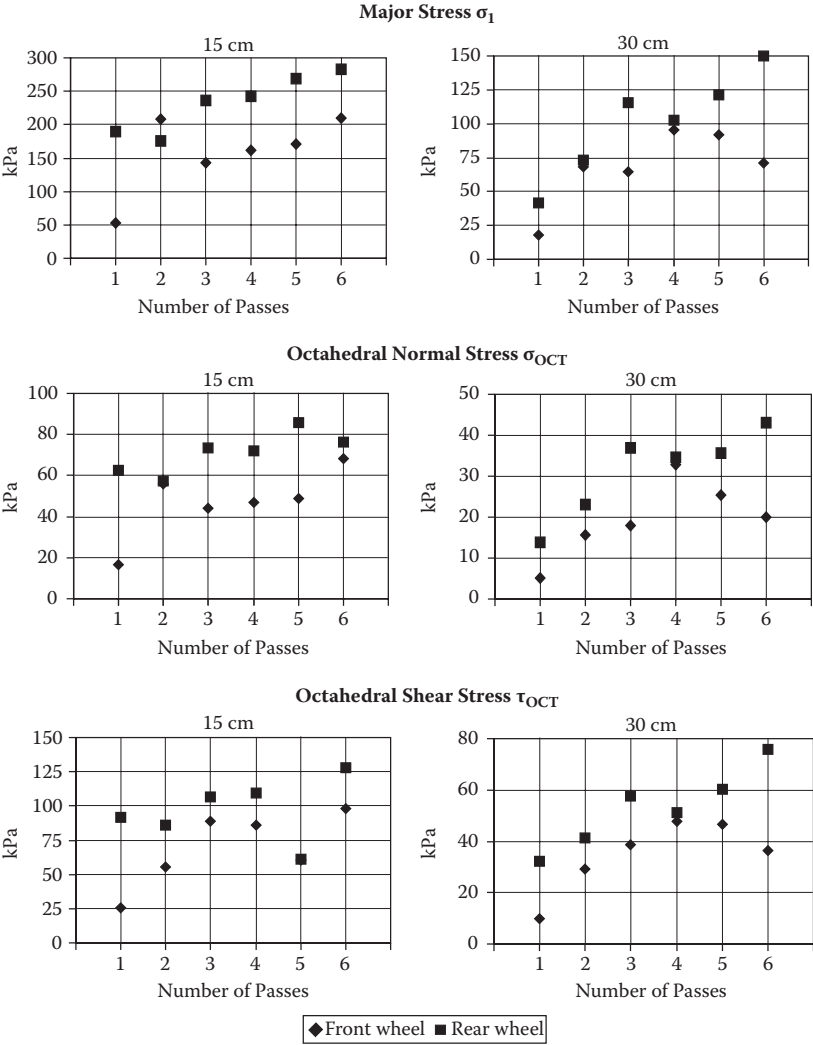 Major Stress σ1
15 cm
300
250
200
150
100
50
0
kPa
1 2 3 4 5 6
Number of Passes
30 cm
150
125
100
75
50
25
0
kPa
1 2 3 4 5 6
Number of Passes
Octahedral Normal Stress σOCT
15 cm
100
80
60
40
20
0
kPa
1 2 3 4 5 6
Number of Passes
30 cm
50
40
30
20
10
0
kPa
1 2 3 4 5 6
Number of Passes
Octahedral Shear Stress τOCT
15 cm
150
125
100
75
50
25
0
kPa
1 2 3 4 5 6
Number of Passes
30 cm
80
60
40
20
0
kPa
1 2 3 4 5 6
Number of Passes
Front wheel Rear wheel